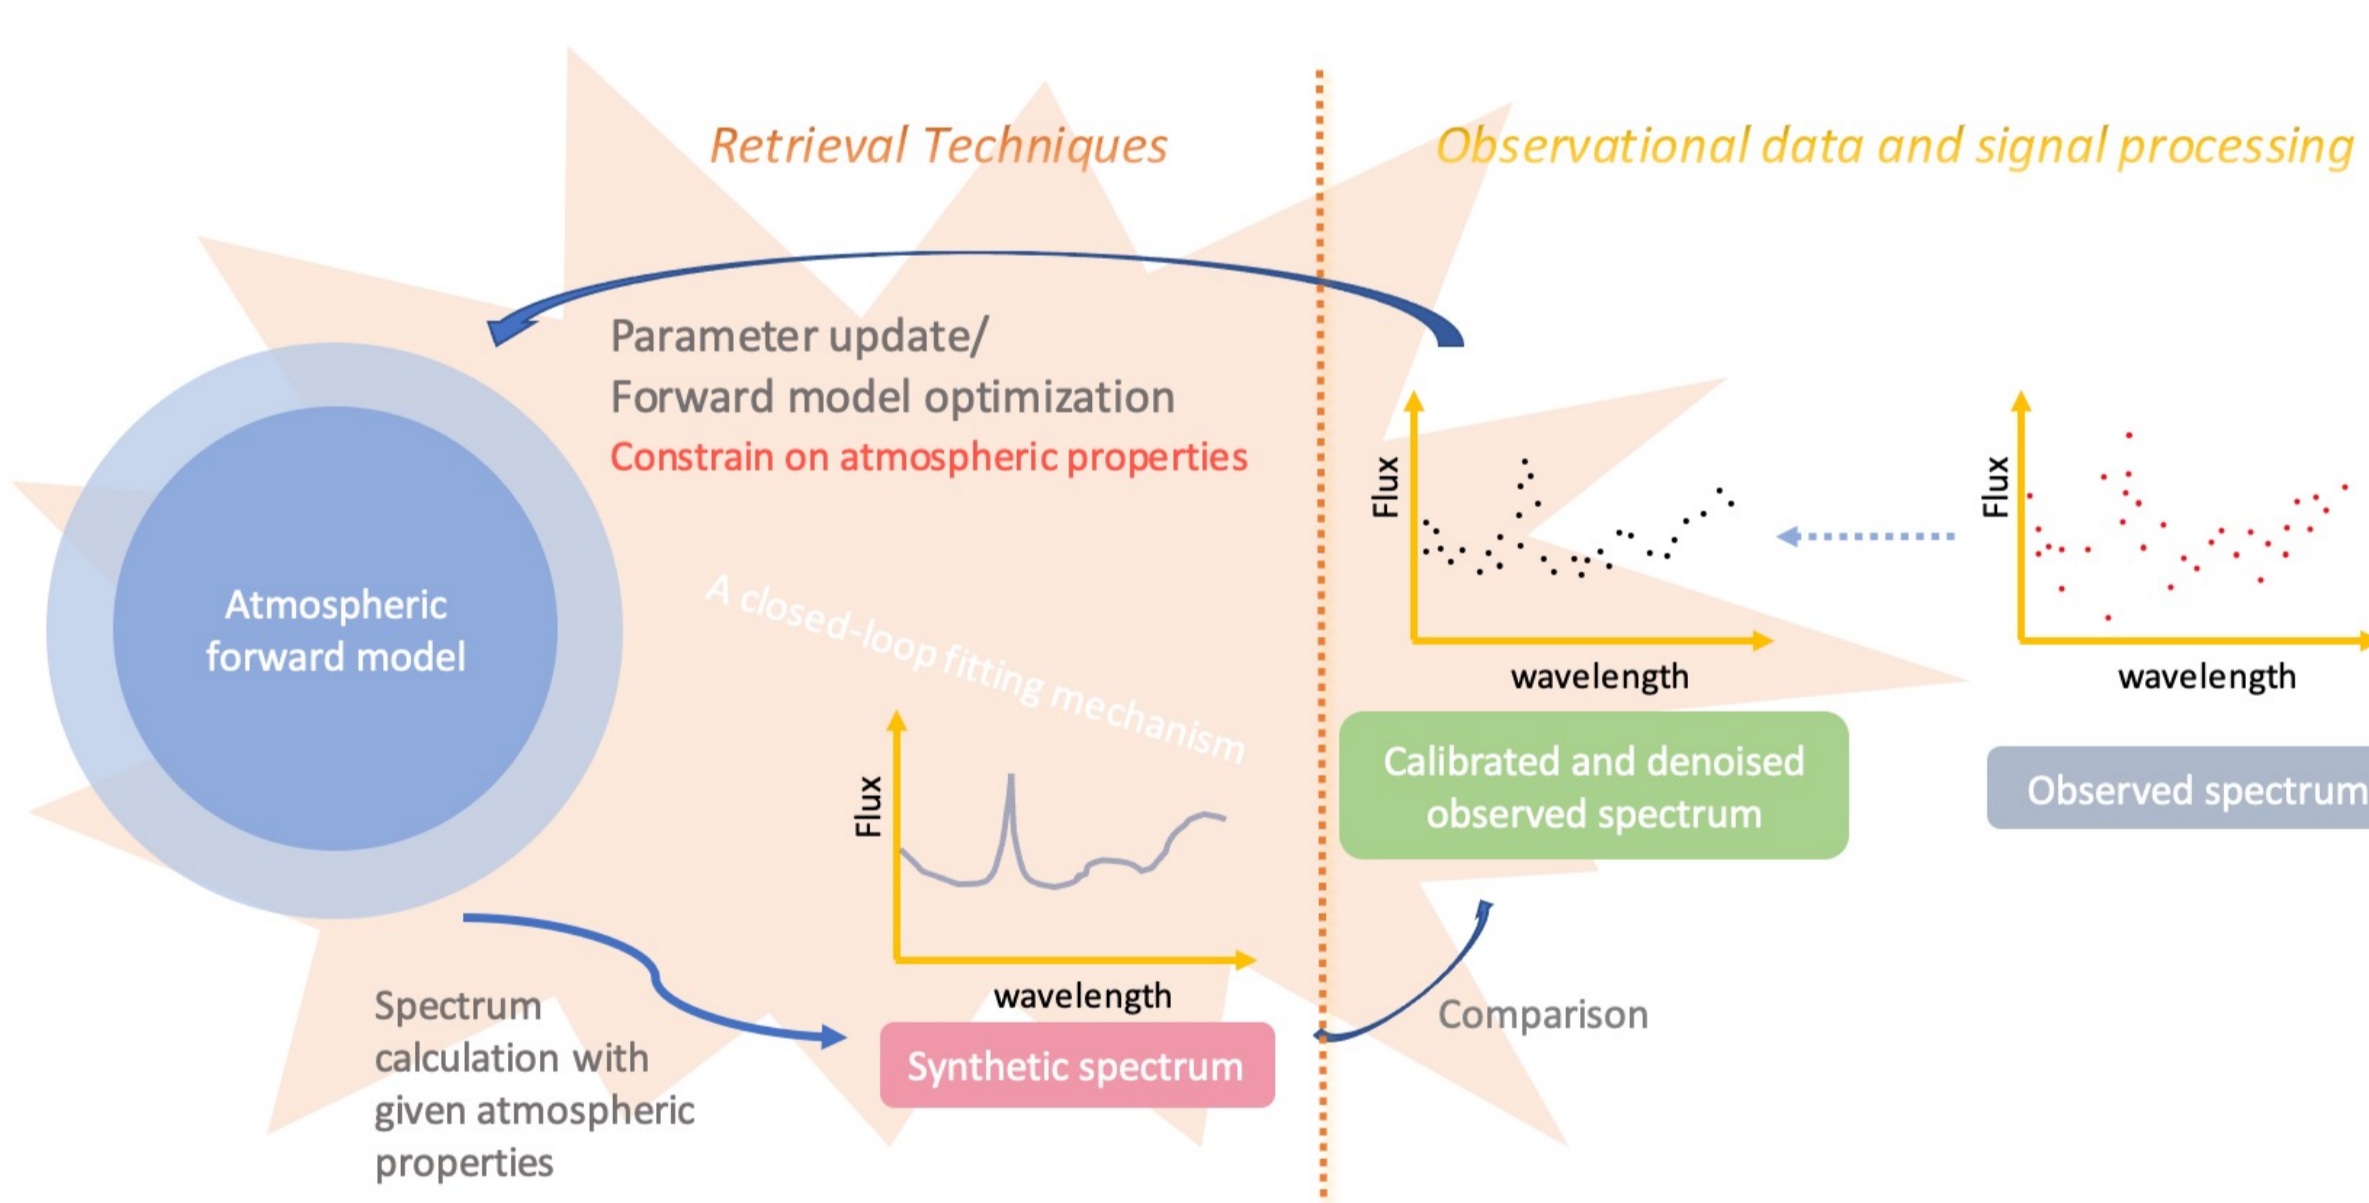 Retrieval Techniques
Observational data and signal processing
Parameter update/
Forward model optimization
Constrain on atmospheric properties
Atmospheric
forward model
A closed-loop fitting mechanism
Flux
wavelength
Flux
wavelength
Calibrated and denoised
observed spectrum
Observed spectrum
Flux
wavelength
Synthetic spectrum
Spectrum
calculation with
given atmospheric
properties
Comparison